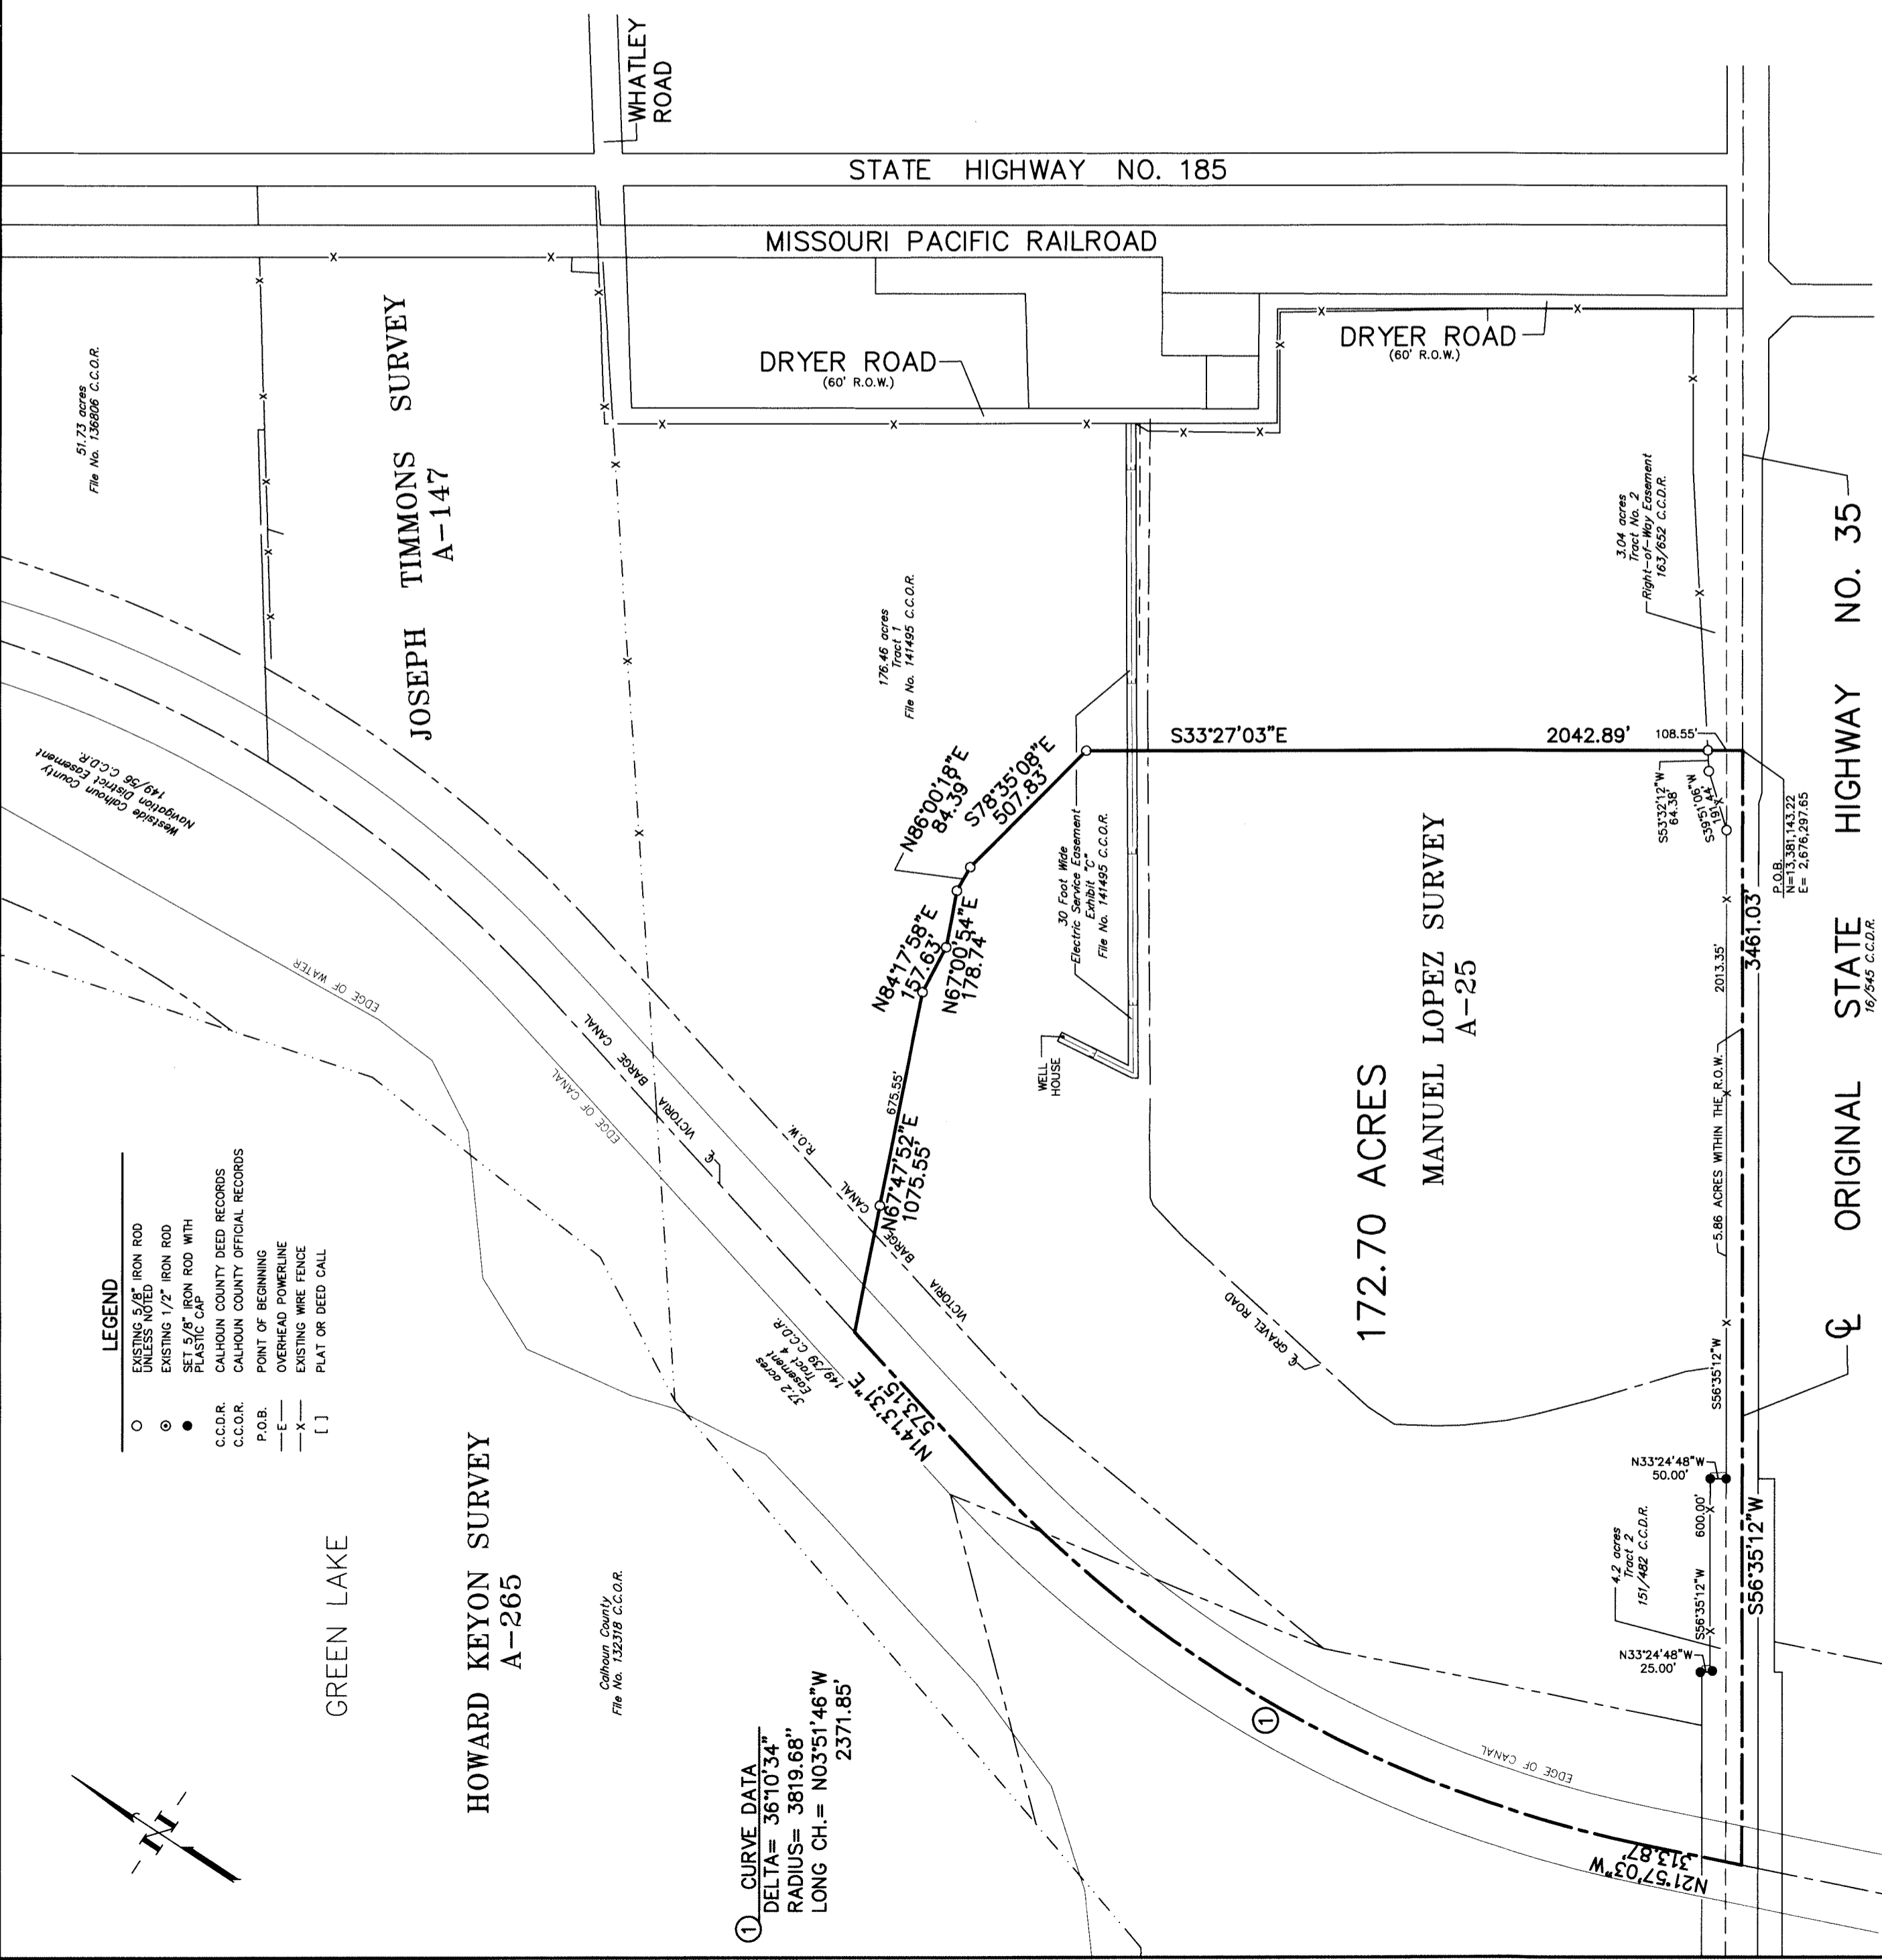 WHATLEY
ROAD
STATE HIGHWAY NO. 185
MISSOURI PACIFIC RAILROAD
DRYER ROAD
(60' R.O.W.)
DRYER ROAD
(60' R.O.W.)
51.73 acres
File No. 136806 C.C.O.R.
JOSEPH TIMMONS SURVEY
A-147
176.46 acres
Tract 1
File No. 141495 C.C.O.R.
3.04 acres
Tract No. 2
Right-of-Way Easement
163/652 C.C.D.R.
Westside Calhoun County
Navigation District Easement
149/56 C.C.D.R.
EDGE OF WATER
VICTORIA BARGE CANAL
EDGE OF CANAL
VICTORIA BARGE CANAL R.O.W.
S33°27'03"E 2042.89'
108.55'
N86°00'18"E
84.39'
S78°35'08"E
507.83'
N84°17'58"E
157.63'
N67°00'54"E
178.74'
675.55'
N67°47'52"E
1075.55'
30 Foot Wide
Electric Service Easement
Exhibit "C"
File No. 141495 C.C.O.R.
WELL
HOUSE
S53°32'12"W
64.38'
S39°51'06"W
191.44'
P.O.B.
N=13,381,143.22
E= 2,676,297.65
MANUEL LOPEZ SURVEY
A-25
172.70 ACRES
2013.35'
3461.03'
5.86 ACRES WITHIN THE R.O.W.
℄ ORIGINAL STATE HIGHWAY NO. 35
16/545 C.C.D.R.
LEGEND
EXISTING 5/8" IRON ROD
UNLESS NOTED
EXISTING 1/2" IRON ROD
SET 5/8" IRON ROD WITH
PLASTIC CAP
C.C.D.R. CALHOUN COUNTY DEED RECORDS
C.C.O.R. CALHOUN COUNTY OFFICIAL RECORDS
P.O.B. POINT OF BEGINNING
—E— OVERHEAD POWERLINE
—X— EXISTING WIRE FENCE
[ ] PLAT OR DEED CALL
℄ VICTORIA BARGE CANAL
℄ GRAVEL ROAD
37.2 acres
Easement
Tract 4
149/39 C.C.D.R.
N14°13'31"E
573.15'
S56°35'12"W
N33°24'48"W
50.00'
600.00'
S56°35'12"W
S56°35'12"W
4.2 acres
Tract 2
151/482 C.C.D.R.
N33°24'48"W
25.00'
GREEN LAKE
HOWARD KEYON SURVEY
A-265
Calhoun County
File No. 132318 C.C.O.R.
1
EDGE OF CANAL
N21°57'03"W
313.87'
N
1 CURVE DATA
DELTA= 36°10'34"
RADIUS= 3819.68"
LONG CH.= N03°51'46"W
2371.85'